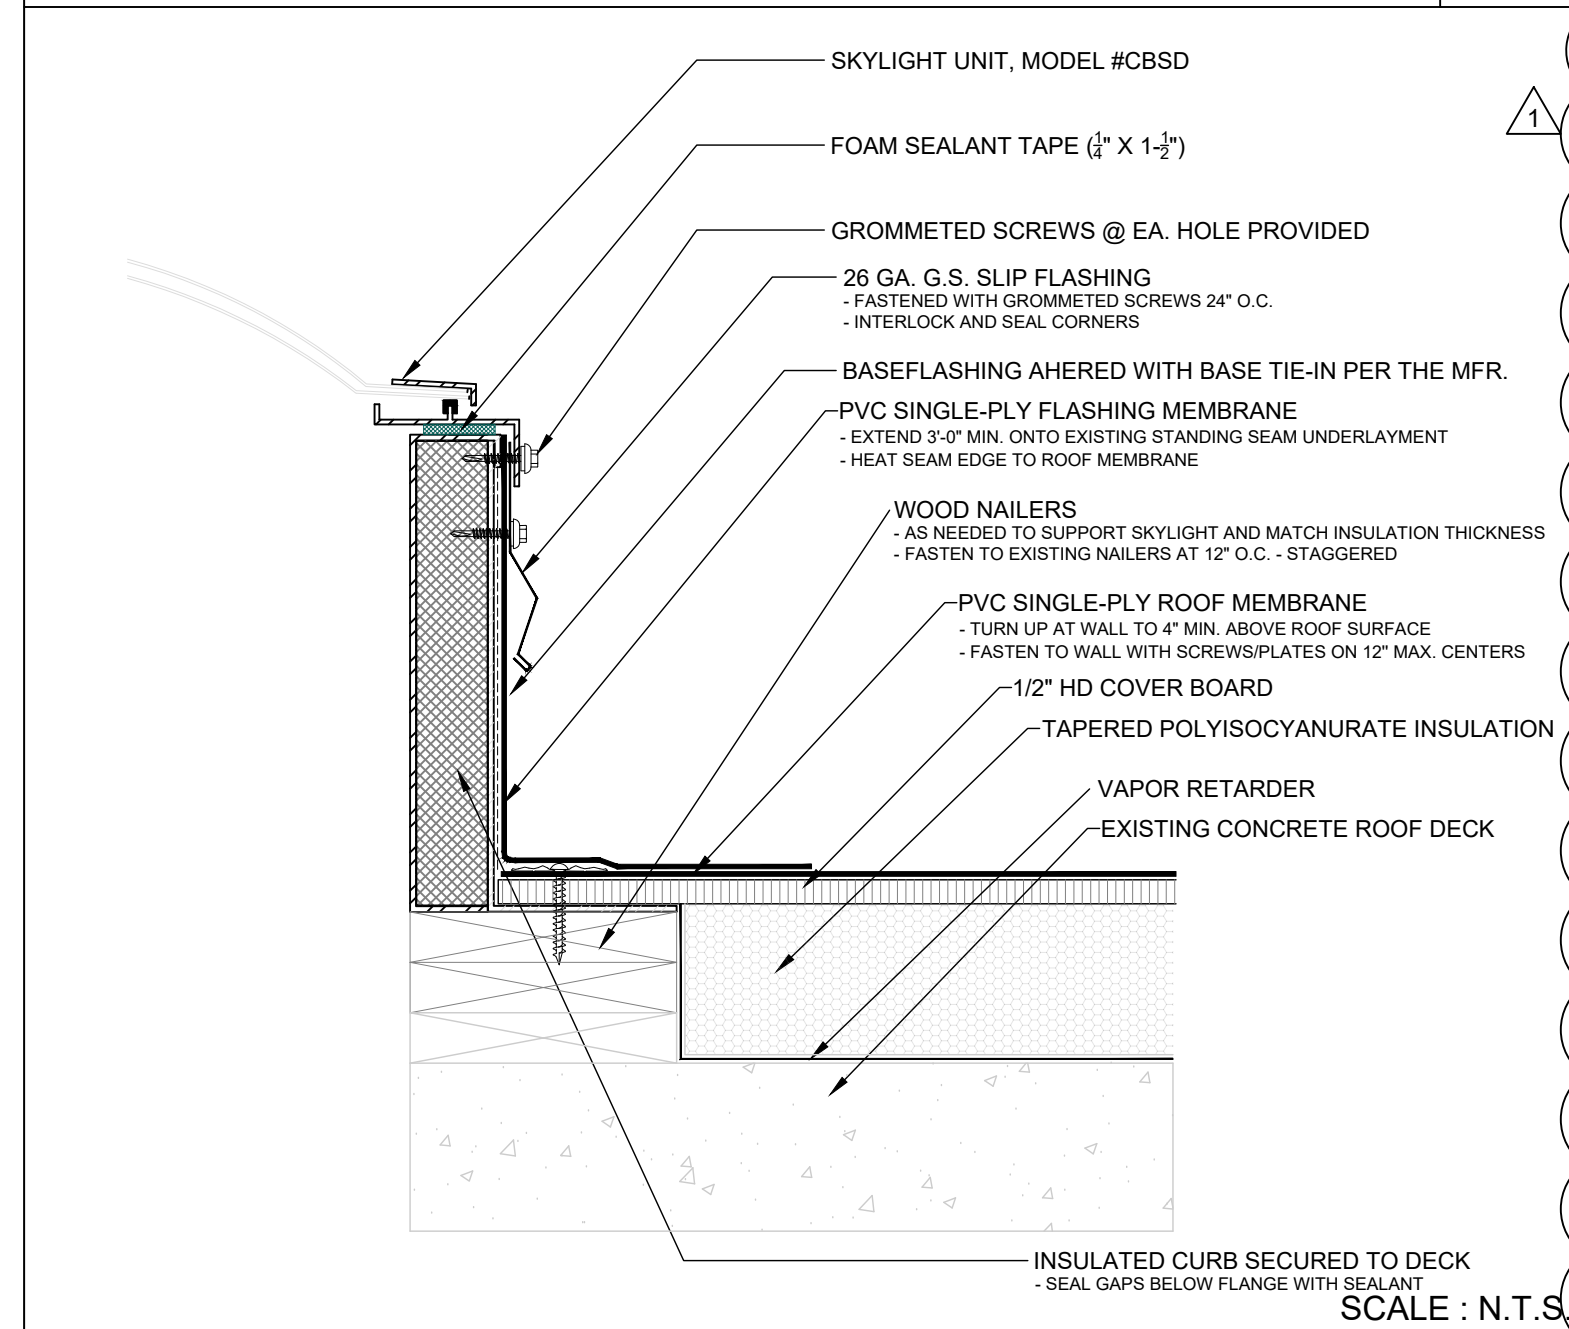 SKYLIGHT UNIT, MODEL #CBSD
1
FOAM SEALANT TAPE (1/4" X 1-1/2")
GROMMETED SCREWS @ EA. HOLE PROVIDED
26 GA. G.S. SLIP FLASHING
- FASTENED WITH GROMMETED SCREWS 24" O.C.
- INTERLOCK AND SEAL CORNERS
BASEFLASHING AHERED WITH BASE TIE-IN PER THE MFR.
PVC SINGLE-PLY FLASHING MEMBRANE
- EXTEND 3'-0" MIN. ONTO EXISTING STANDING SEAM UNDERLAYMENT
- HEAT SEAM EDGE TO ROOF MEMBRANE
WOOD NAILERS
- AS NEEDED TO SUPPORT SKYLIGHT AND MATCH INSULATION THICKNESS
- FASTEN TO EXISTING NAILERS AT 12" O.C. - STAGGERED
PVC SINGLE-PLY ROOF MEMBRANE
- TURN UP AT WALL TO 4" MIN. ABOVE ROOF SURFACE
- FASTEN TO WALL WITH SCREWS/PLATES ON 12" MAX. CENTERS
1/2" HD COVER BOARD
TAPERED POLYISOCYANURATE INSULATION
VAPOR RETARDER
EXISTING CONCRETE ROOF DECK
INSULATED CURB SECURED TO DECK
- SEAL GAPS BELOW FLANGE WITH SEALANT
SCALE : N.T.S.